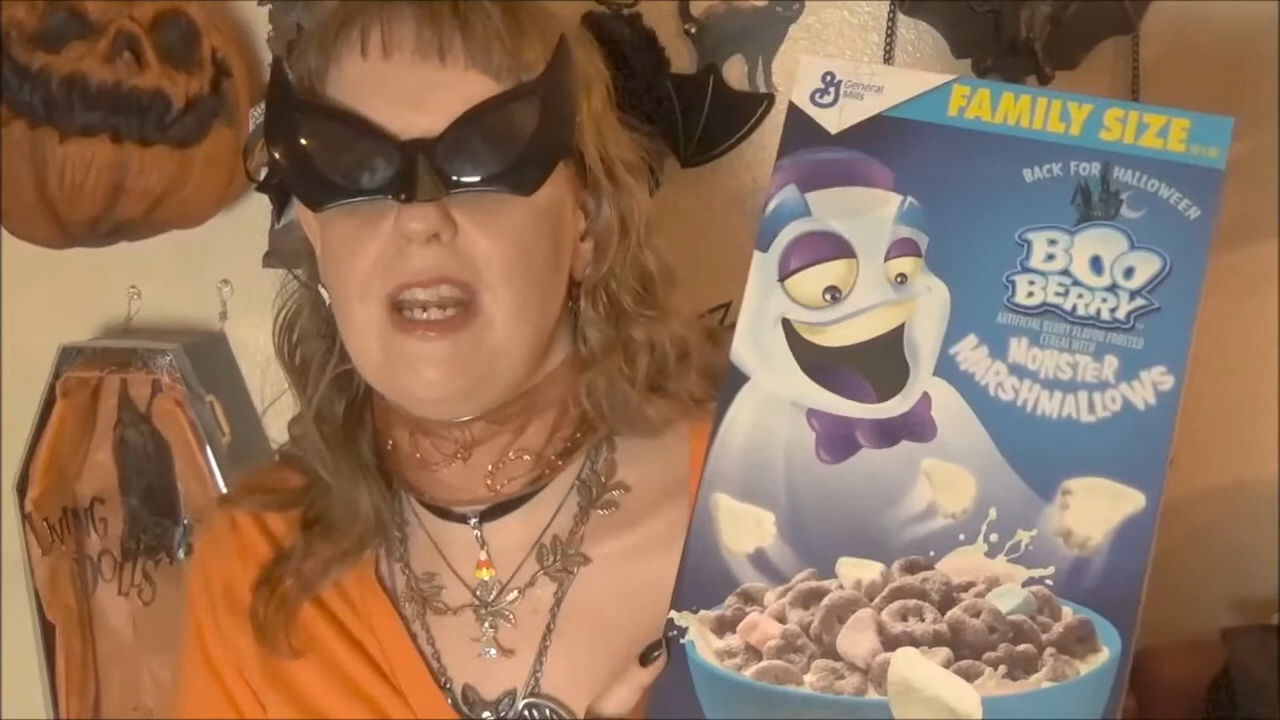 General
Mills
FAMILY SIZE
BACK FOR HALLOWEEN
BOO
BERRY
ARTIFICIAL BERRY FLAVOR FROSTED
CEREAL WITH
MONSTER
MARSHMALLOWS
LIVING
DOLLS